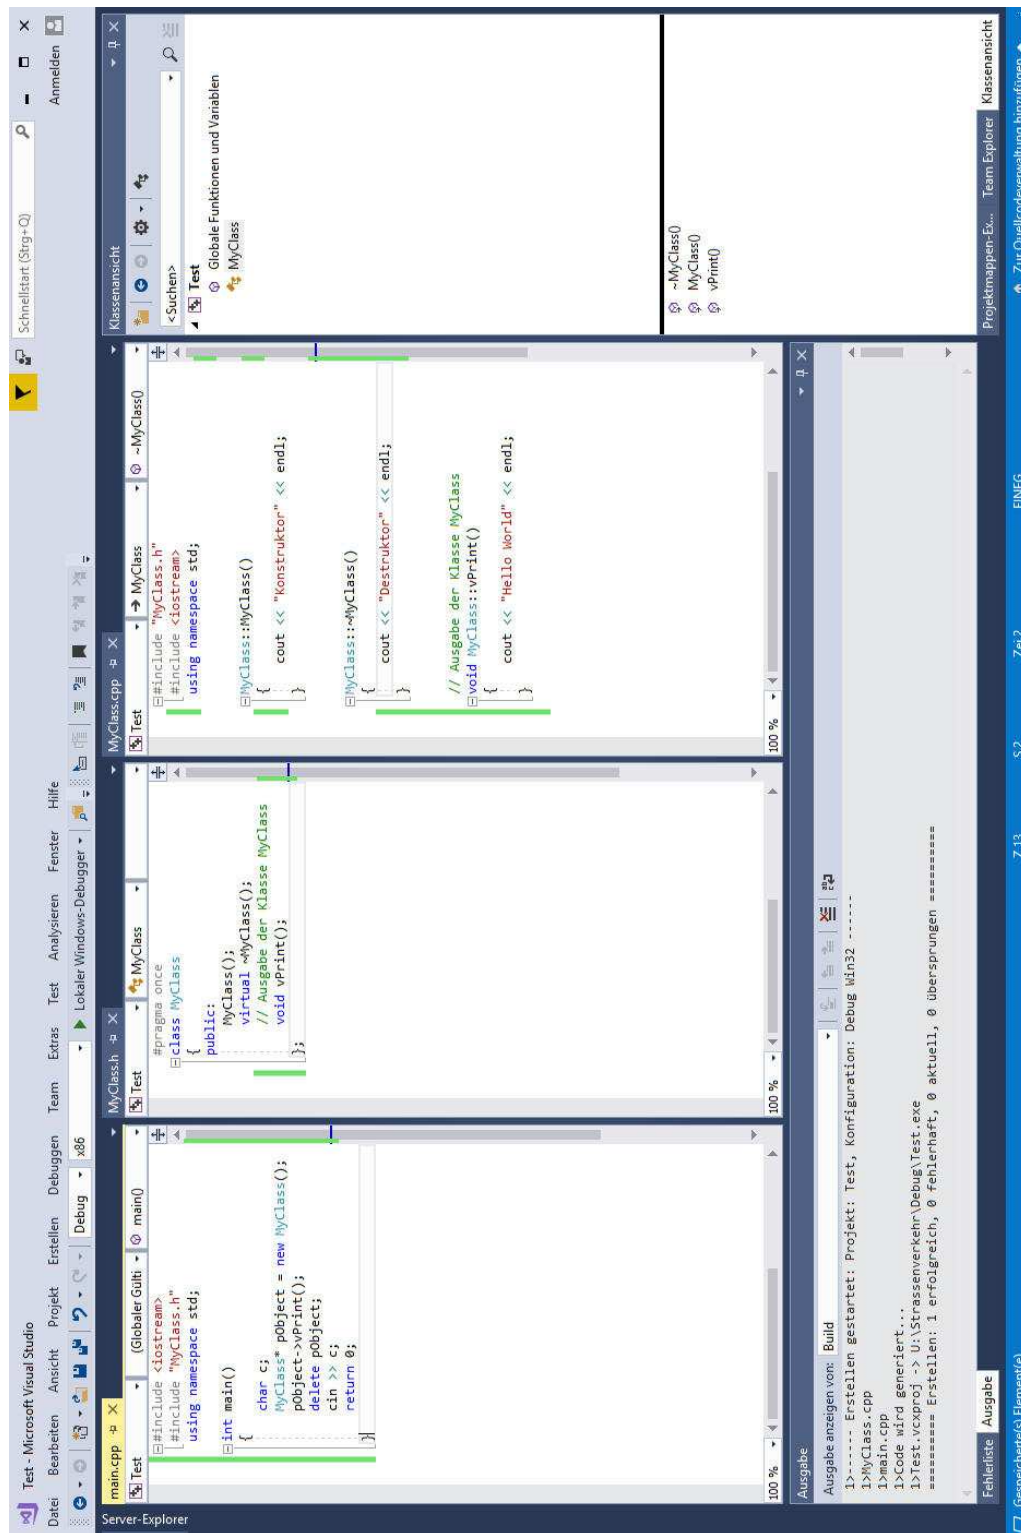 Test - Microsoft Visual Studio
Schnellstart (Strg+Q)
Datei Bearbeiten Ansicht Projekt Erstellen Debuggen Team Extras Test Analysieren Fenster Hilfe
Anmelden
Debug x86 Lokaler Windows-Debugger
Server-Explorer
main.cpp
Test (Globaler Gülti main()
#include <iostream>
#include "MyClass.h"
using namespace std;
int main()
{
char c;
MyClass* pObject = new MyClass();
pObject->vPrint();
delete pObject;
cin >> c;
return 0;
}
100 %
MyClass.h
Test MyClass
#pragma once
class MyClass
{
public:
MyClass();
virtual ~MyClass();
// Ausgabe der Klasse MyClass
void vPrint();
};
100 %
MyClass.cpp
Test MyClass ~MyClass()
#include "MyClass.h"
#include <iostream>
using namespace std;
MyClass::MyClass()
{
cout << "Konstruktor" << endl;
}
MyClass::~MyClass()
{
cout << "Destruktor" << endl;
}
// Ausgabe der Klasse MyClass
void MyClass::vPrint()
{
cout << "Hello World" << endl;
}
100 %
Klassenansicht
<Suchen>
Test
Globale Funktionen und Variablen
MyClass
~MyClass()
MyClass()
vPrint()
Projektmappen-Ex... Team Explorer Klassenansicht
Ausgabe
Ausgabe anzeigen von: Build
1>------ Erstellen gestartet: Projekt: Test, Konfiguration: Debug Win32 ------
1>MyClass.cpp
1>main.cpp
1>Code wird generiert...
1>Test.vcxproj -> U:\Strassenverkehr\Debug\Test.exe
========== Erstellen: 1 erfolgreich, 0 fehlerhaft, 0 aktuell, 0 übersprungen ==========
Fehlerliste Ausgabe
Gespeicherte(s) Element(e) Z 13 S 2 Zei 2 EINFG Zur Quellcodeverwaltung hinzufügen